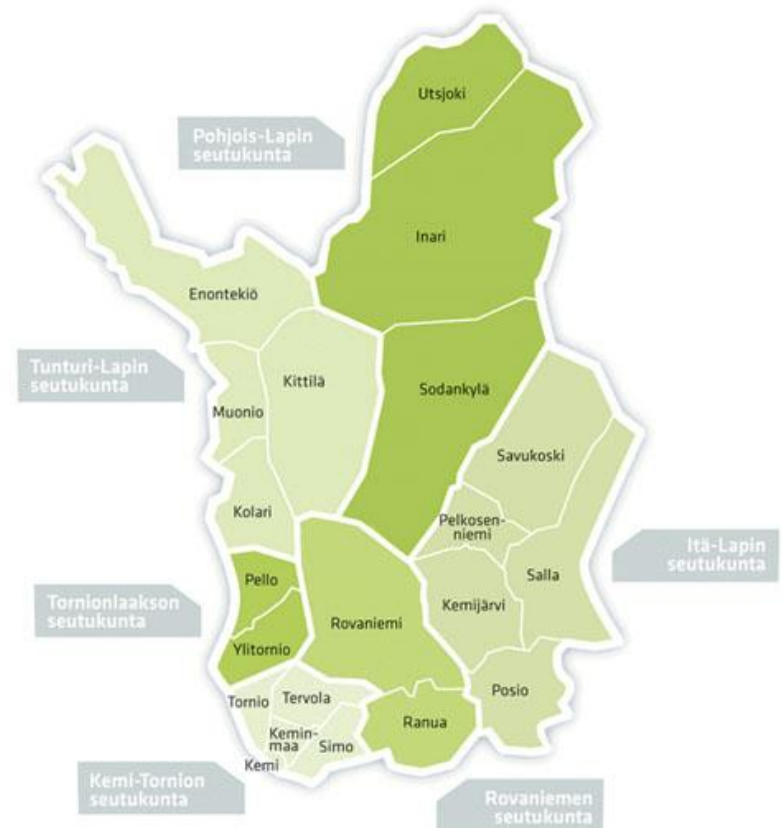 Utsjoki
Pohjois-Lapin
seutukunta
Inari
Enontekiö
Tunturi-Lapin
seutukunta
Kittilä
Sodankylä
Muonio
Savukoski
Kolari
Pelkosen-
niemi
Itä-Lapin
seutukunta
Salla
Pello
Tornionlaakson
seutukunta
Kemijärvi
Rovaniemi
Ylitornio
Posio
Tornio
Tervola
Ranua
Kemin-
maa
Simo
Kemi
Kemi-Tornion
seutukunta
Rovaniemen
seutukunta